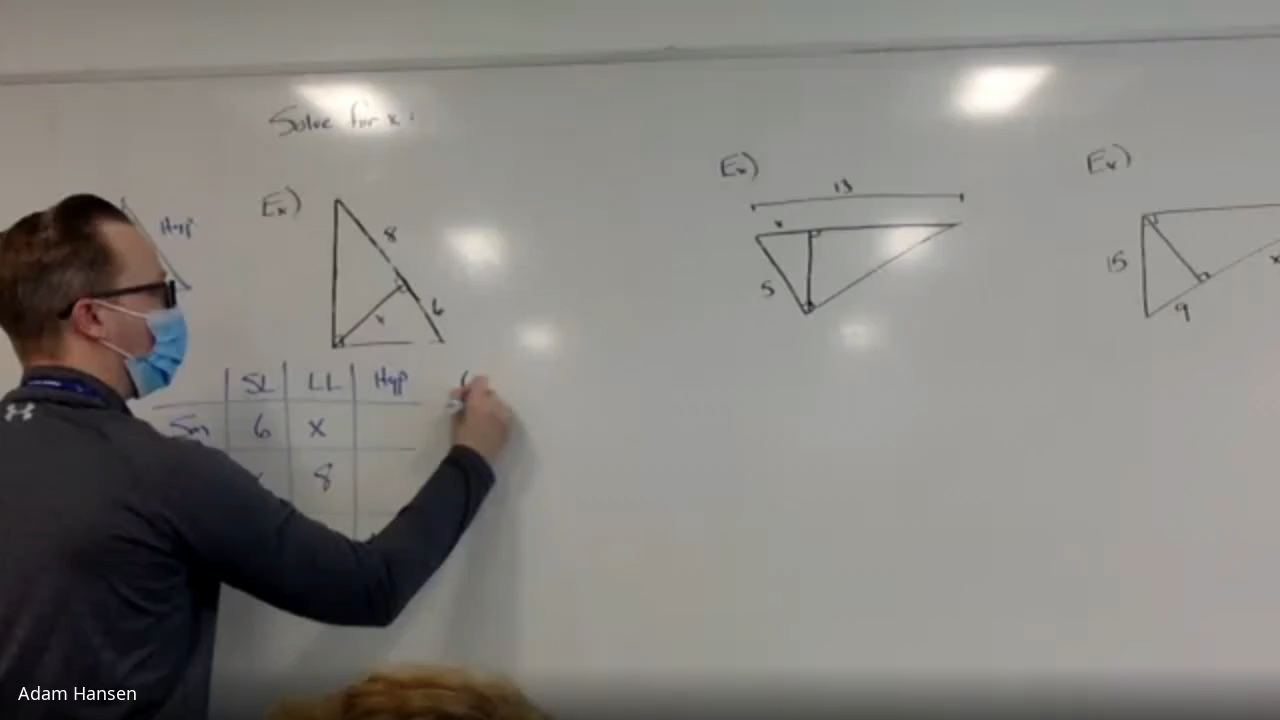 Solve for x:
Hyp
Ex)
8
6
x
SL LL Hyp 6
Sm 6 x
x 8
Ex)
13
x
5
Ex)
15
9
x
Adam Hansen